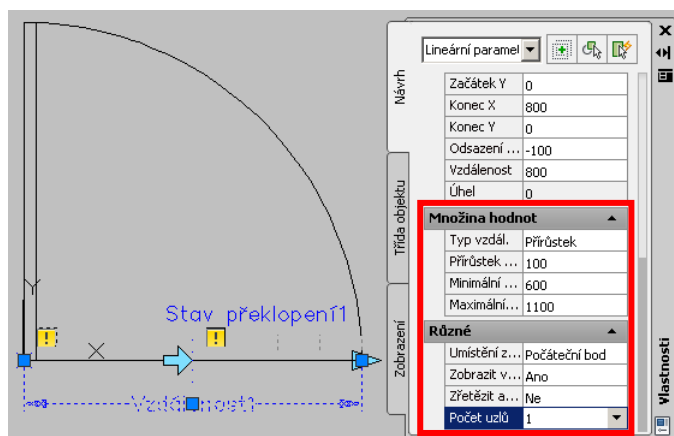 Lineární paramel
Začátek Y 0
Konec X 800
Konec Y 0
Odsazení ... -100
Vzdálenost 800
Úhel 0
Množina hodnot
Typ vzdál. Přírůstek
Přírůstek ... 100
Minimální ... 600
Maximální... 1100
Různé
Umístění z... Počáteční bod
Zobrazit v... Ano
Zřetězit a... Ne
Počet uzlů 1
Návrh
Třída objektu
Zobrazení
Vlastnosti
Y
X
Stav překlopení1
Vzdálenost1